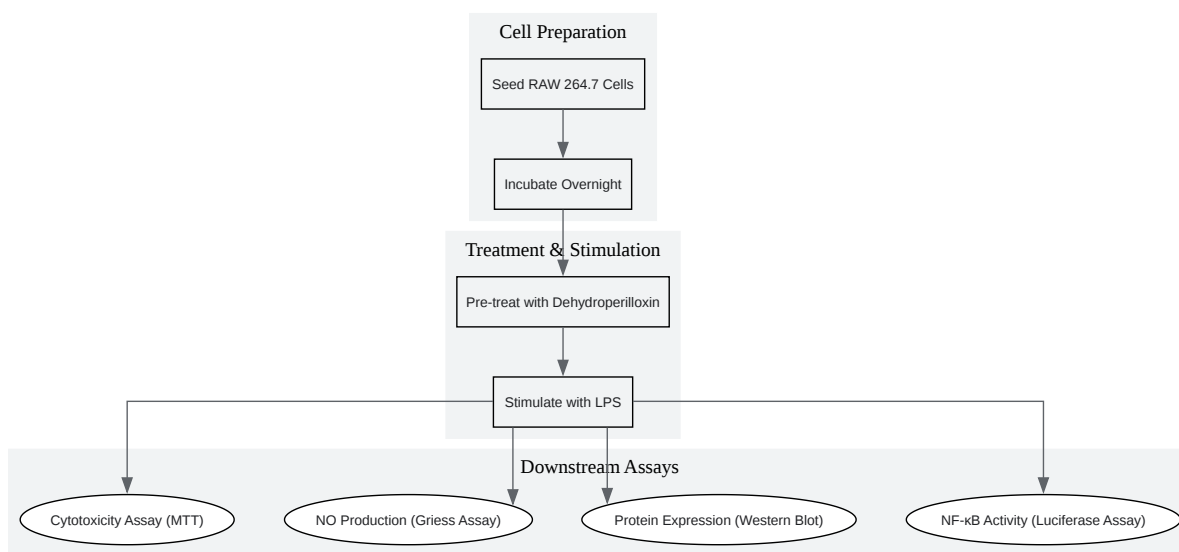 Cell Preparation
Seed RAW 264.7 Cells
Incubate Overnight
Treatment & Stimulation
Pre-treat with Dehydroperilloxin
Stimulate with LPS
Downstream Assays
Cytotoxicity Assay (MTT)
NO Production (Griess Assay)
Protein Expression (Western Blot)
NF-κB Activity (Luciferase Assay)